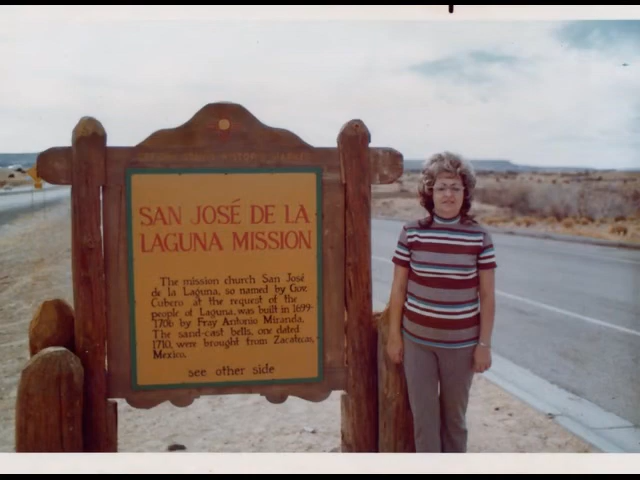 SAN JOSÉ DE LA
LAGUNA MISSION
The mission church San José
de la Laguna, so named by Gov.
Cubero at the request of the
people of Laguna, was built in 1699-
1706 by Fray Antonio Miranda.
The sand-cast bells, one dated
1710, were brought from Zacatecas,
Mexico.
see other side